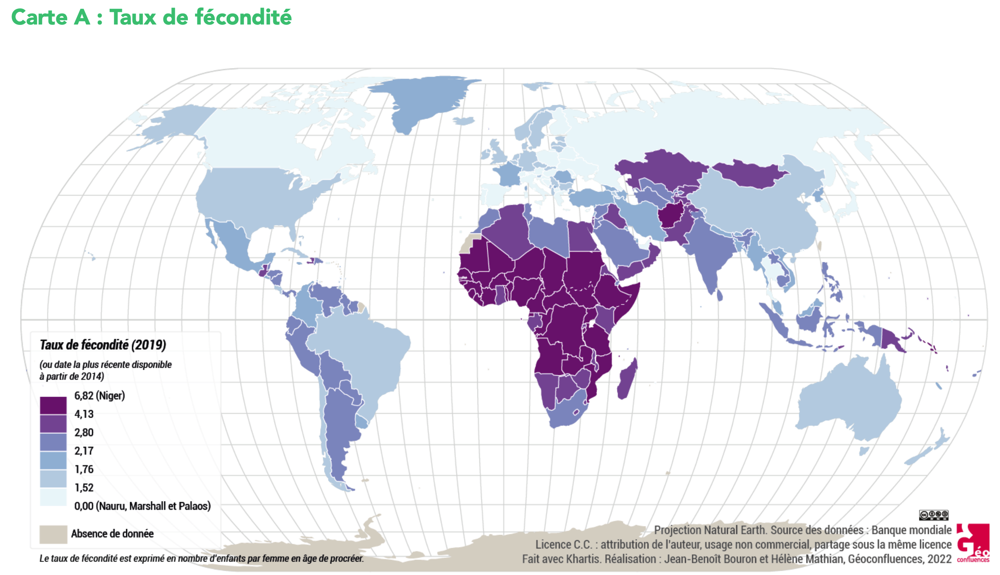 Carte A : Taux de fécondité
Taux de fécondité (2019)
(ou date la plus récente disponible
à partir de 2014)
6,82 (Niger)
4,13
2,80
2,17
1,76
1,52
0,00 (Nauru, Marshall et Palaos)
Absence de donnée
Le taux de fécondité est exprimé en nombre d'enfants par femme en âge de procréer.
Projection Natural Earth. Source des données : Banque mondiale
Licence C.C. : attribution de l'auteur, usage non commercial, partage sous la même licence
Fait avec Khartis. Réalisation : Jean-Benoît Bouron et Hélène Mathian, Géoconfluences, 2022
Géo
confluences